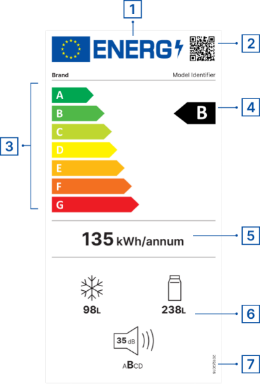 1
ENERG
2
Brand
Model Identifier
A
B
B
4
C
3
D
E
F
G
135 kWh/annum
5
98L
238L
6
35 dB
ABCD
7